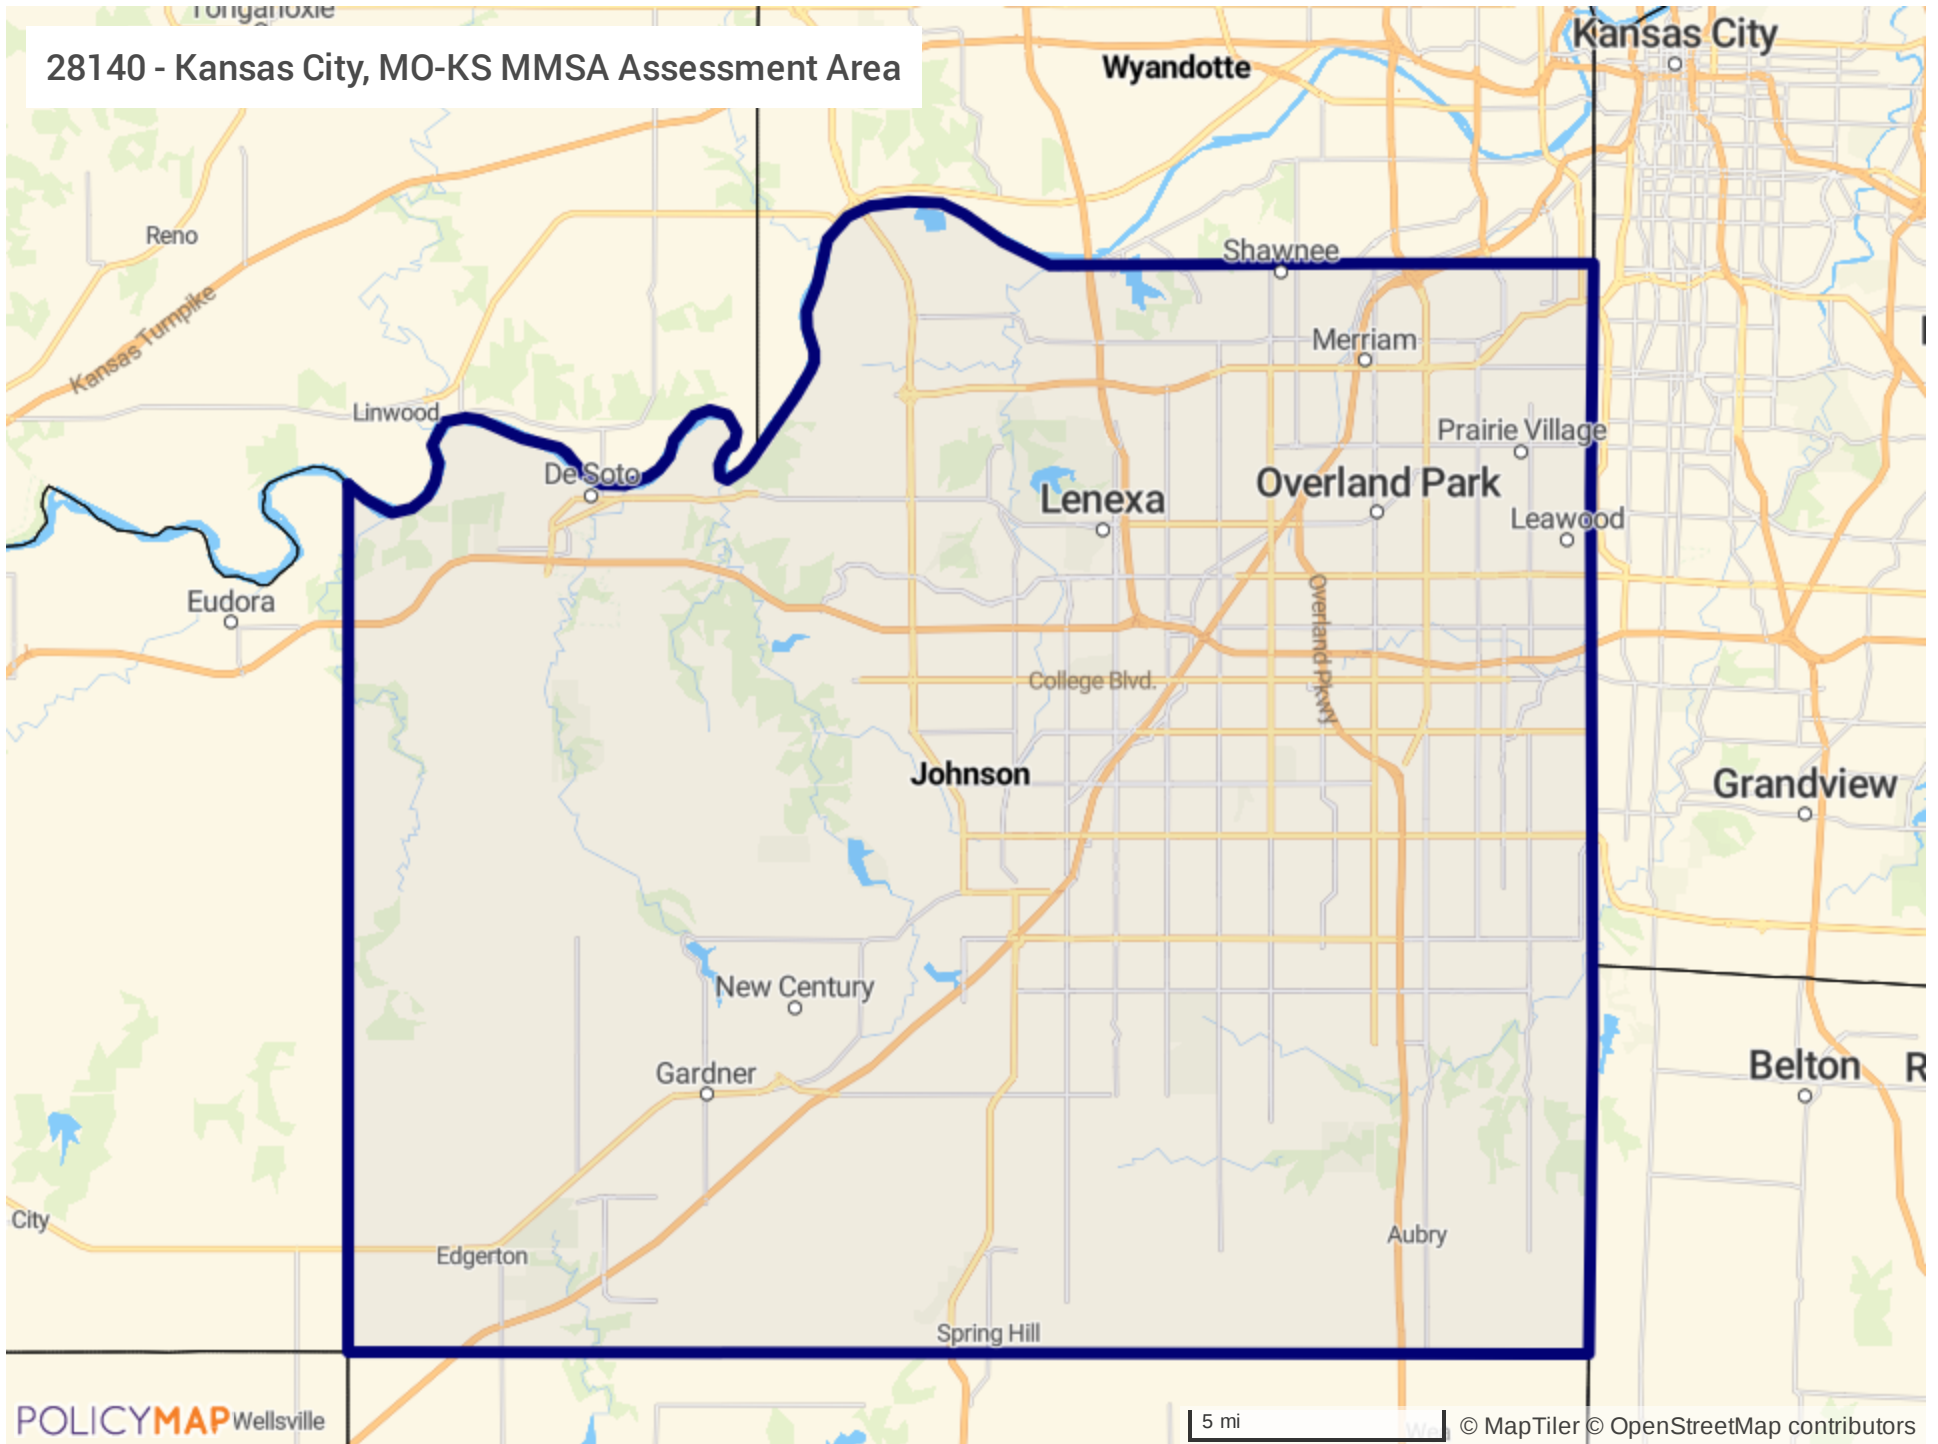 Tonganoxie
28140 - Kansas City, MO-KS MMSA Assessment Area
Kansas City
Wyandotte
Reno
Shawnee
Kansas Turnpike
Merriam
Linwood
Prairie Village
De Soto
Lenexa
Overland Park
Leawood
Eudora
Overland Pkwy
College Blvd.
Johnson
Grandview
New Century
Belton
R
Gardner
City
Edgerton
Aubry
Spring Hill
POLICYMAP
Wellsville
5 mi
© MapTiler © OpenStreetMap contributors